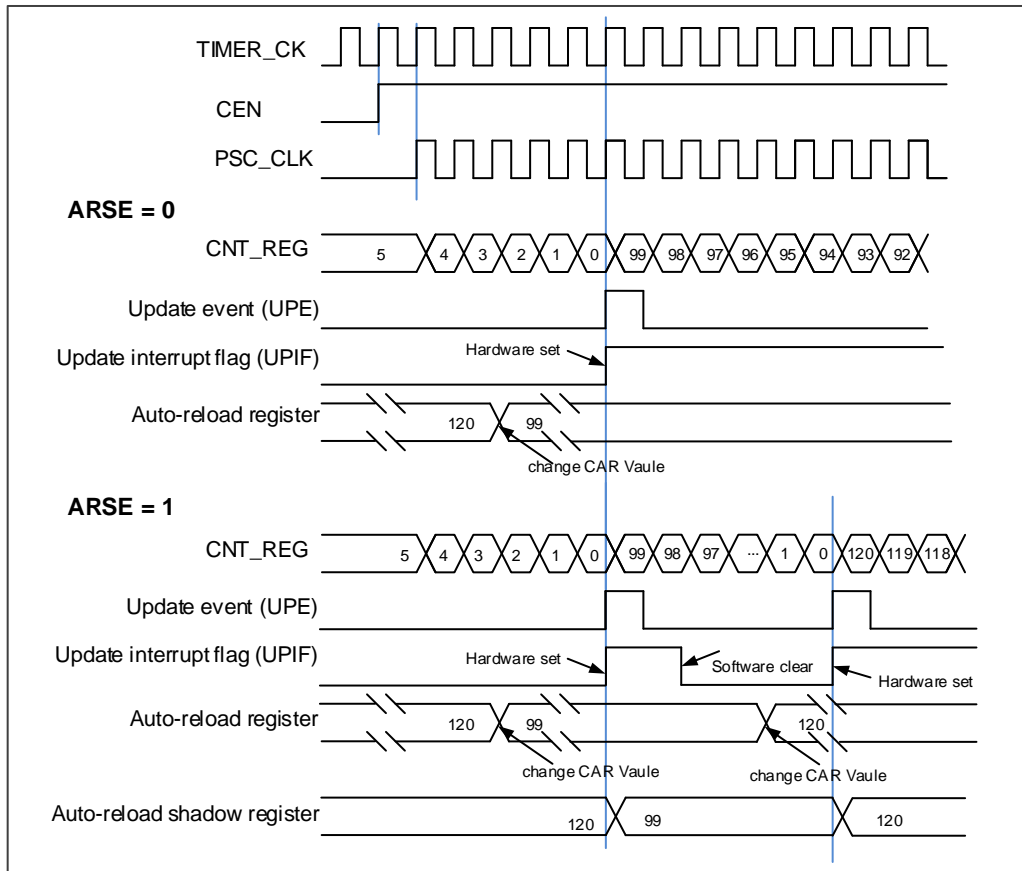 TIMER_CK
CEN
PSC_CLK
ARSE = 0
CNT_REG 5 4 3 2 1 0 99 98 97 96 95 94 93 92
Update event (UPE)
Update interrupt flag (UPIF) Hardware set
Auto-reload register 120 99
change CAR Vaule
ARSE = 1
CNT_REG 5 4 3 2 1 0 99 98 97 ... 1 0 120 119 118
Update event (UPE)
Update interrupt flag (UPIF) Hardware set Software clear Hardware set
Auto-reload register 120 99 120
change CAR Vaule change CAR Vaule
Auto-reload shadow register 120 99 120